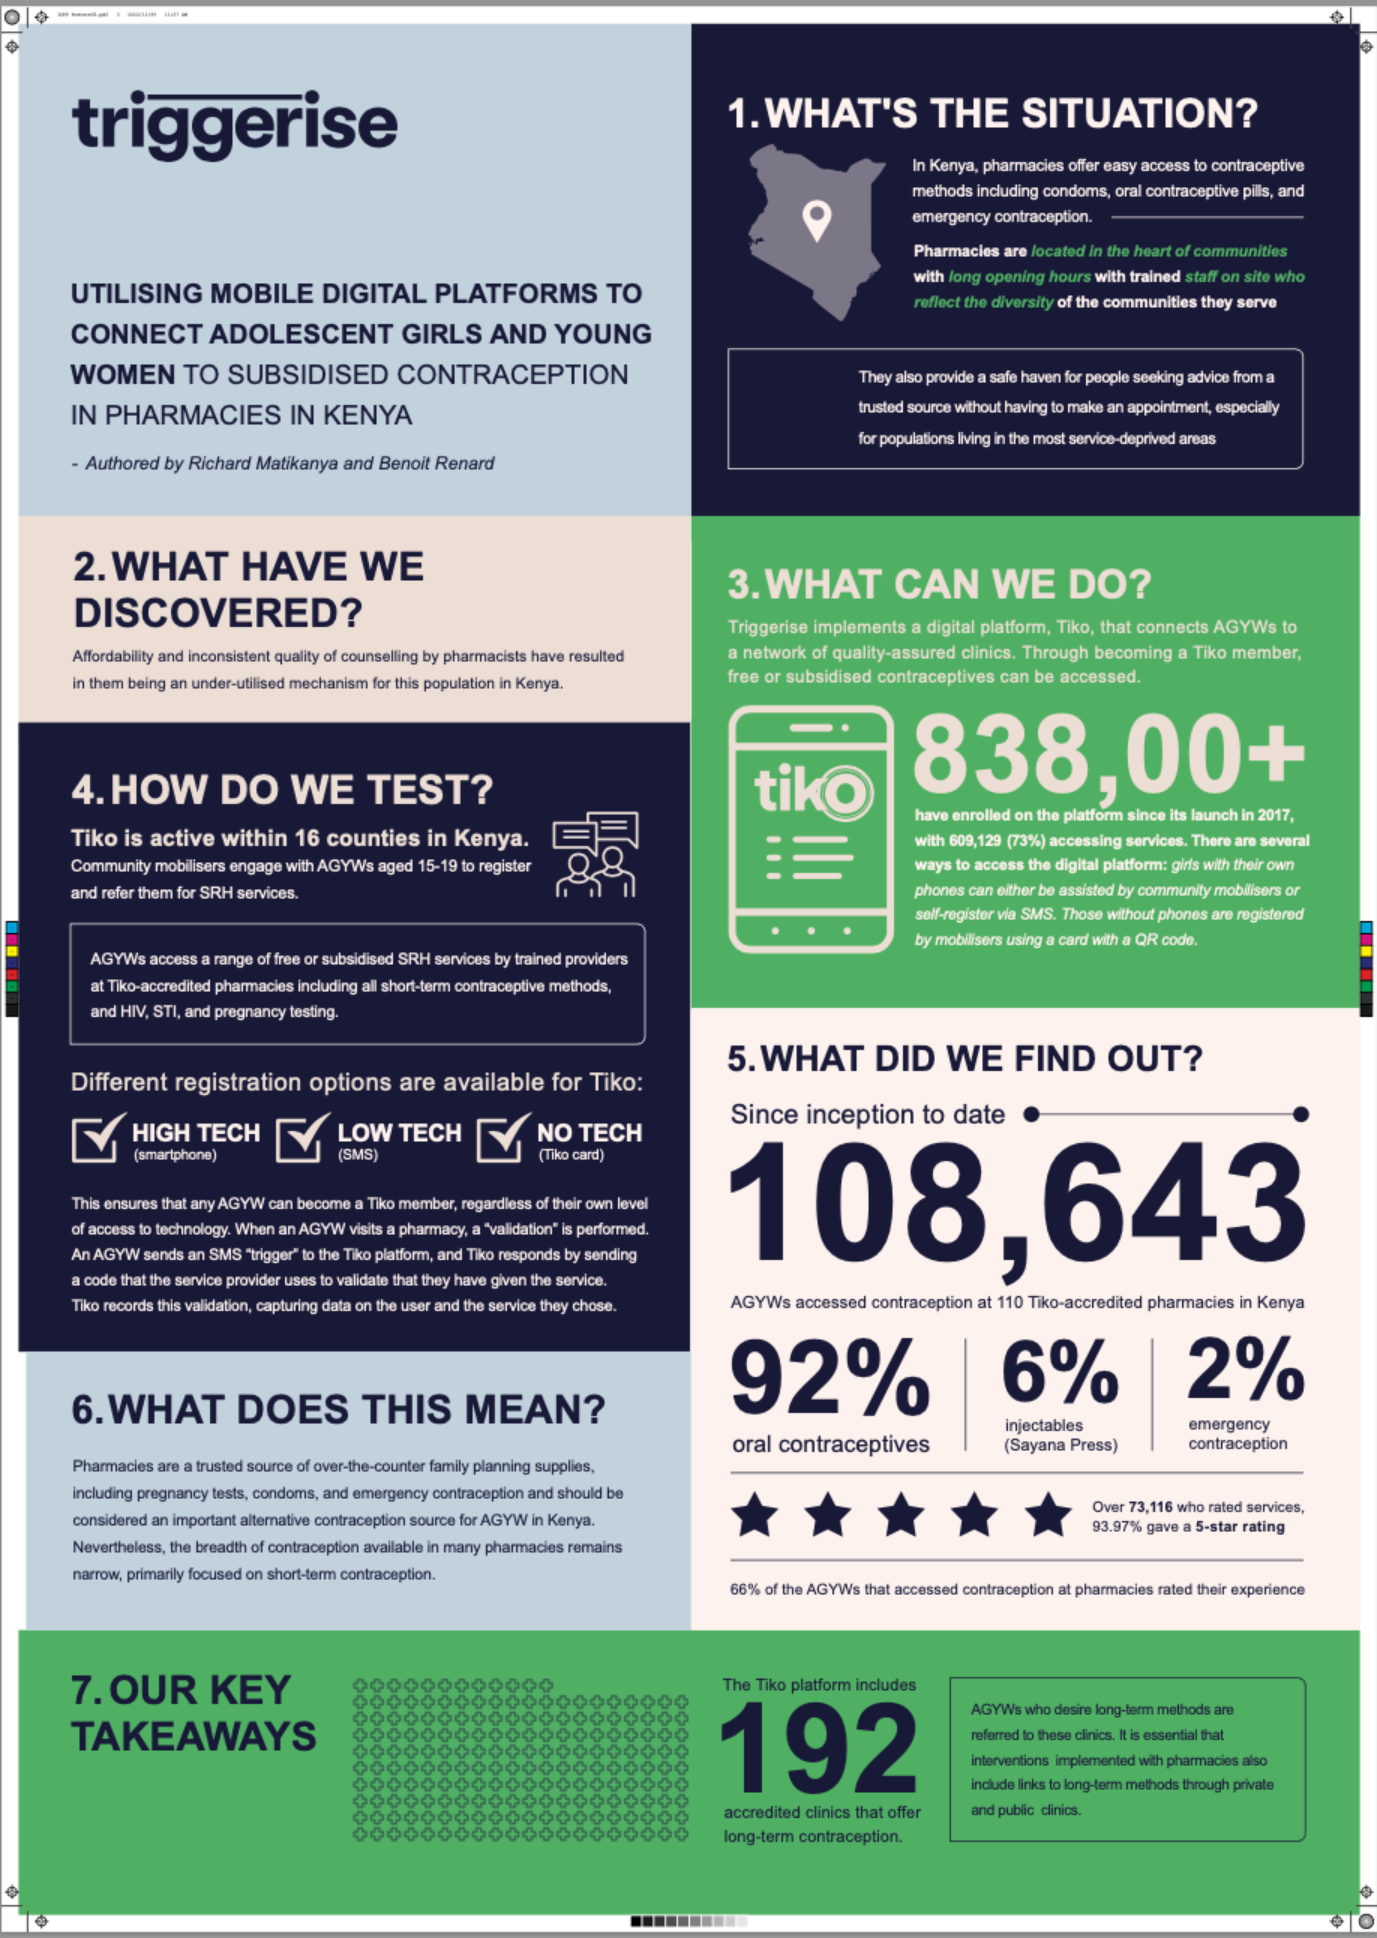 triggerise
UTILISING MOBILE DIGITAL PLATFORMS TO
CONNECT ADOLESCENT GIRLS AND YOUNG
WOMEN TO SUBSIDISED CONTRACEPTION
IN PHARMACIES IN KENYA
- Authored by Richard Matikanya and Benoit Renard
1. WHAT'S THE SITUATION?
In Kenya, pharmacies offer easy access to contraceptive
methods including condoms, oral contraceptive pills, and
emergency contraception.
Pharmacies are located in the heart of communities
with long opening hours with trained staff on site who
reflect the diversity of the communities they serve
They also provide a safe haven for people seeking advice from a
trusted source without having to make an appointment, especially
for populations living in the most service-deprived areas
2. WHAT HAVE WE
DISCOVERED?
Affordability and inconsistent quality of counselling by pharmacists have resulted
in them being an under-utilised mechanism for this population in Kenya.
3. WHAT CAN WE DO?
Triggerise implements a digital platform, Tiko, that connects AGYWs to
a network of quality-assured clinics. Through becoming a Tiko member,
free or subsidised contraceptives can be accessed.
tiko
838,00+
have enrolled on the platform since its launch in 2017,
with 609,129 (73%) accessing services. There are several
ways to access the digital platform: girls with their own
phones can either be assisted by community mobilisers or
self-register via SMS. Those without phones are registered
by mobilisers using a card with a QR code.
4. HOW DO WE TEST?
Tiko is active within 16 counties in Kenya.
Community mobilisers engage with AGYWs aged 15-19 to register
and refer them for SRH services.
AGYWs access a range of free or subsidised SRH services by trained providers
at Tiko-accredited pharmacies including all short-term contraceptive methods,
and HIV, STI, and pregnancy testing.
Different registration options are available for Tiko:
HIGH TECH
(smartphone)
LOW TECH
(SMS)
NO TECH
(Tiko card)
This ensures that any AGYW can become a Tiko member, regardless of their own level
of access to technology. When an AGYW visits a pharmacy, a “validation” is performed.
An AGYW sends an SMS “trigger” to the Tiko platform, and Tiko responds by sending
a code that the service provider uses to validate that they have given the service.
Tiko records this validation, capturing data on the user and the service they chose.
5. WHAT DID WE FIND OUT?
Since inception to date
108,643
AGYWs accessed contraception at 110 Tiko-accredited pharmacies in Kenya
92%
oral contraceptives
6%
injectables
(Sayana Press)
2%
emergency
contraception
Over 73,116 who rated services,
93.97% gave a 5-star rating
66% of the AGYWs that accessed contraception at pharmacies rated their experience
6. WHAT DOES THIS MEAN?
Pharmacies are a trusted source of over-the-counter family planning supplies,
including pregnancy tests, condoms, and emergency contraception and should be
considered an important alternative contraception source for AGYW in Kenya.
Nevertheless, the breadth of contraception available in many pharmacies remains
narrow, primarily focused on short-term contraception.
7. OUR KEY
TAKEAWAYS
The Tiko platform includes
192
accredited clinics that offer
long-term contraception.
AGYWs who desire long-term methods are
referred to these clinics. It is essential that
interventions implemented with pharmacies also
include links to long-term methods through private
and public clinics.